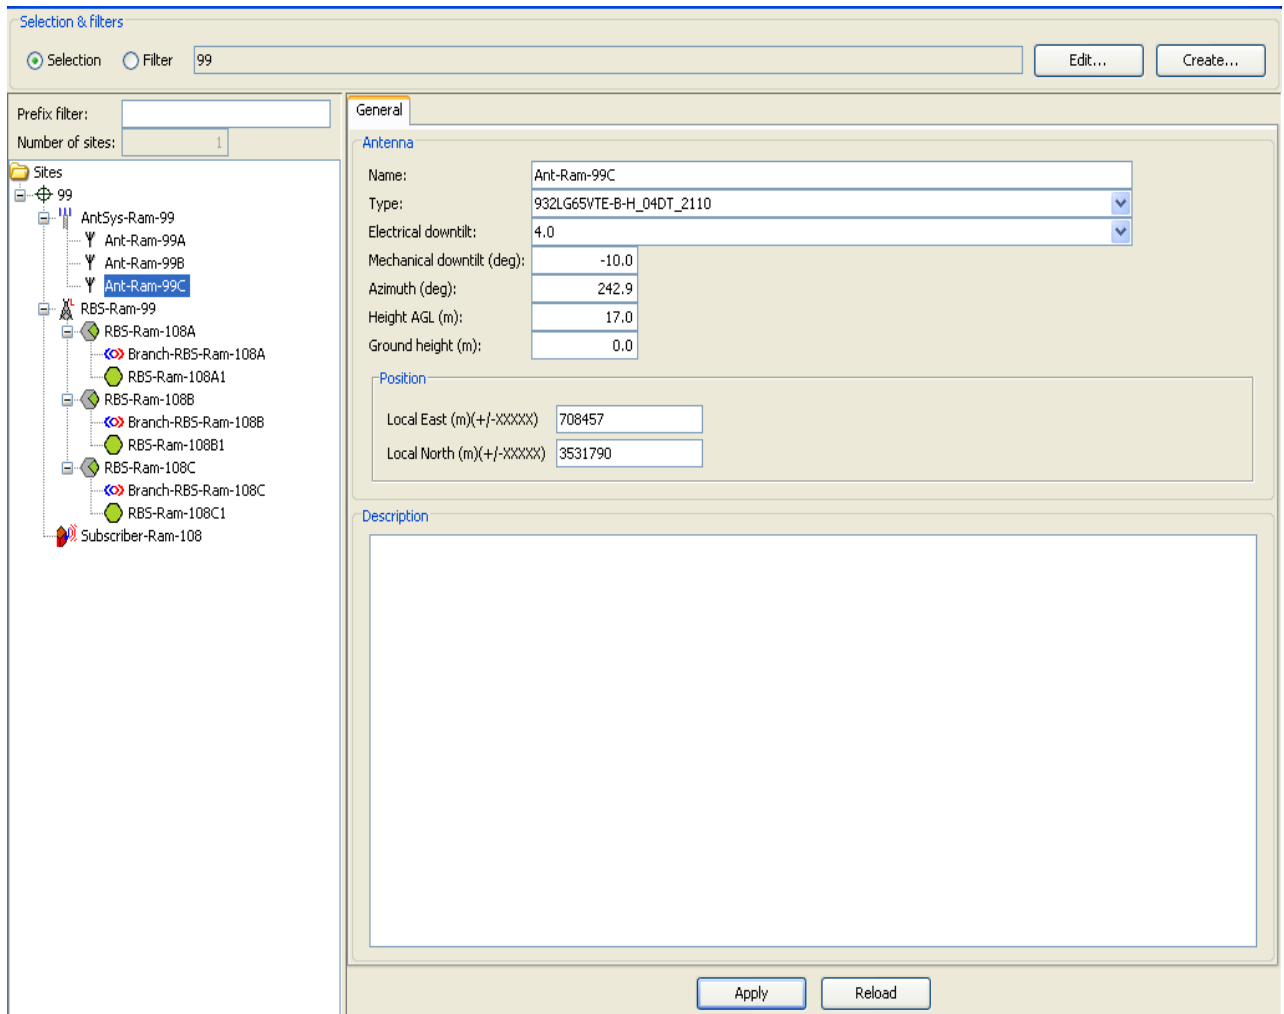 Selection & filters
Selection Filter 99 Edit... Create...
Prefix filter:
Number of sites: 1
Sites
99
AntSys-Ram-99
Ant-Ram-99A
Ant-Ram-99B
Ant-Ram-99C
RBS-Ram-99
RBS-Ram-108A
Branch-RBS-Ram-108A
RBS-Ram-108A1
RBS-Ram-108B
Branch-RBS-Ram-108B
RBS-Ram-108B1
RBS-Ram-108C
Branch-RBS-Ram-108C
RBS-Ram-108C1
Subscriber-Ram-108
General
Antenna
Name: Ant-Ram-99C
Type: 932LG65VTE-B-H_04DT_2110
Electrical downtilt: 4.0
Mechanical downtilt (deg): -10.0
Azimuth (deg): 242.9
Height AGL (m): 17.0
Ground height (m): 0.0
Position
Local East (m)(+/-XXXXX) 708457
Local North (m)(+/-XXXXX) 3531790
Description
Apply Reload